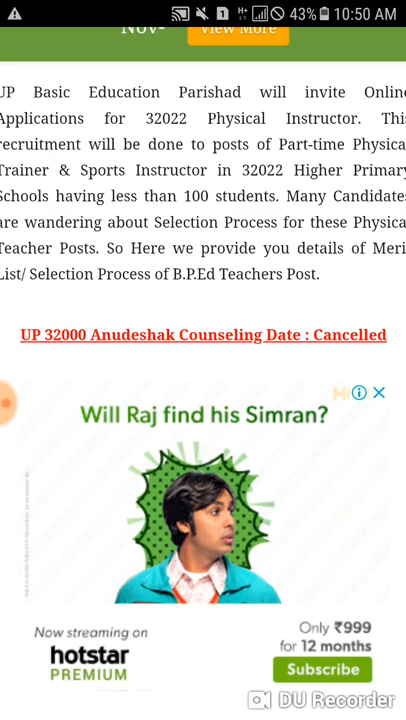 43% 10:50 AM
Nov- View More
UP Basic Education Parishad will invite Online
Applications for 32022 Physical Instructor. This
recruitment will be done to posts of Part-time Physica
Trainer & Sports Instructor in 32022 Higher Primary
Schools having less than 100 students. Many Candidates
are wandering about Selection Process for these Physica
Teacher Posts. So Here we provide you details of Meri
List/ Selection Process of B.P.Ed Teachers Post.
UP 32000 Anudeshak Counseling Date : Cancelled
Will Raj find his Simran?
Now streaming on
hotstar
PREMIUM
Only ₹999
for 12 months
Subscribe
DU Recorder